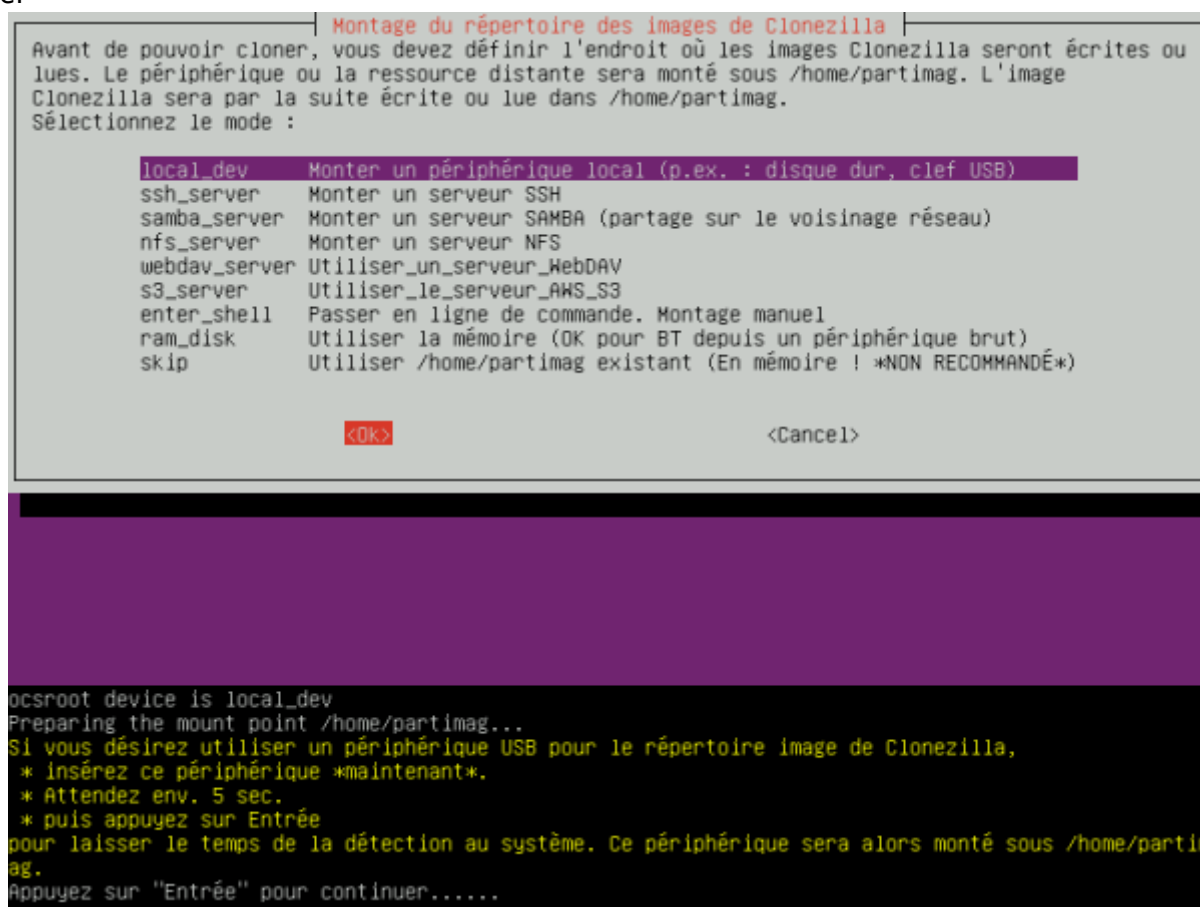 Montage du répertoire des images de Clonezilla
Avant de pouvoir cloner, vous devez définir l'endroit où les images Clonezilla seront écrites ou
lues. Le périphérique ou la ressource distante sera monté sous /home/partimag. L'image
Clonezilla sera par la suite écrite ou lue dans /home/partimag.
Sélectionnez le mode :
local_dev Monter un périphérique local (p.ex. : disque dur, clef USB)
ssh_server Monter un serveur SSH
samba_server Monter un serveur SAMBA (partage sur le voisinage réseau)
nfs_server Monter un serveur NFS
webdav_server Utiliser_un_serveur_WebDAV
s3_server Utiliser_le_serveur_AWS_S3
enter_shell Passer en ligne de commande. Montage manuel
ram_disk Utiliser la mémoire (OK pour BT depuis un périphérique brut)
skip Utiliser /home/partimag existant (En mémoire ! *NON RECOMMANDÉ*)
<Ok> <Cancel>
ocsroot device is local_dev
Preparing the mount point /home/partimag...
Si vous désirez utiliser un périphérique USB pour le répertoire image de Clonezilla,
* insérez ce périphérique *maintenant*.
* Attendez env. 5 sec.
* puis appuyez sur Entrée
pour laisser le temps de la détection au système. Ce périphérique sera alors monté sous /home/parti
ag.
Appuyez sur "Entrée" pour continuer......